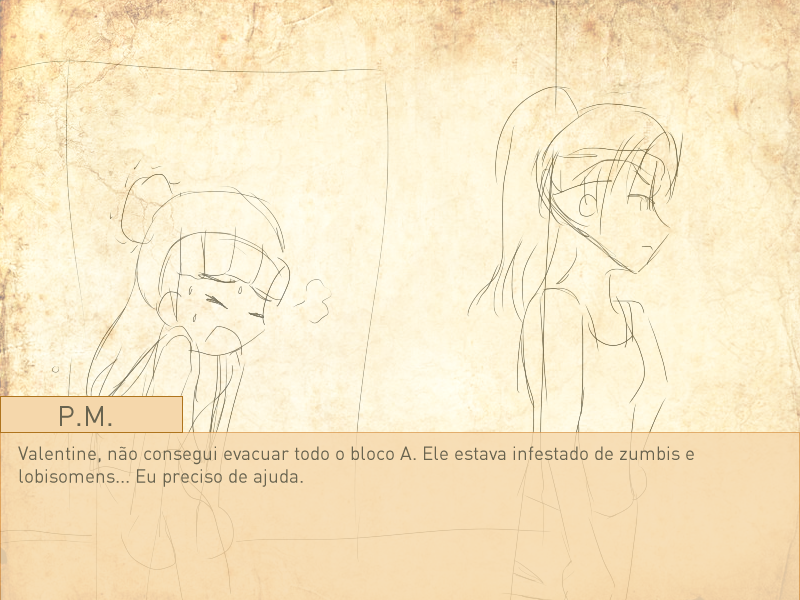 P.M.
Valentine, não consegui evacuar todo o bloco A. Ele estava infestado de zumbis e
lobisomens... Eu preciso de ajuda.